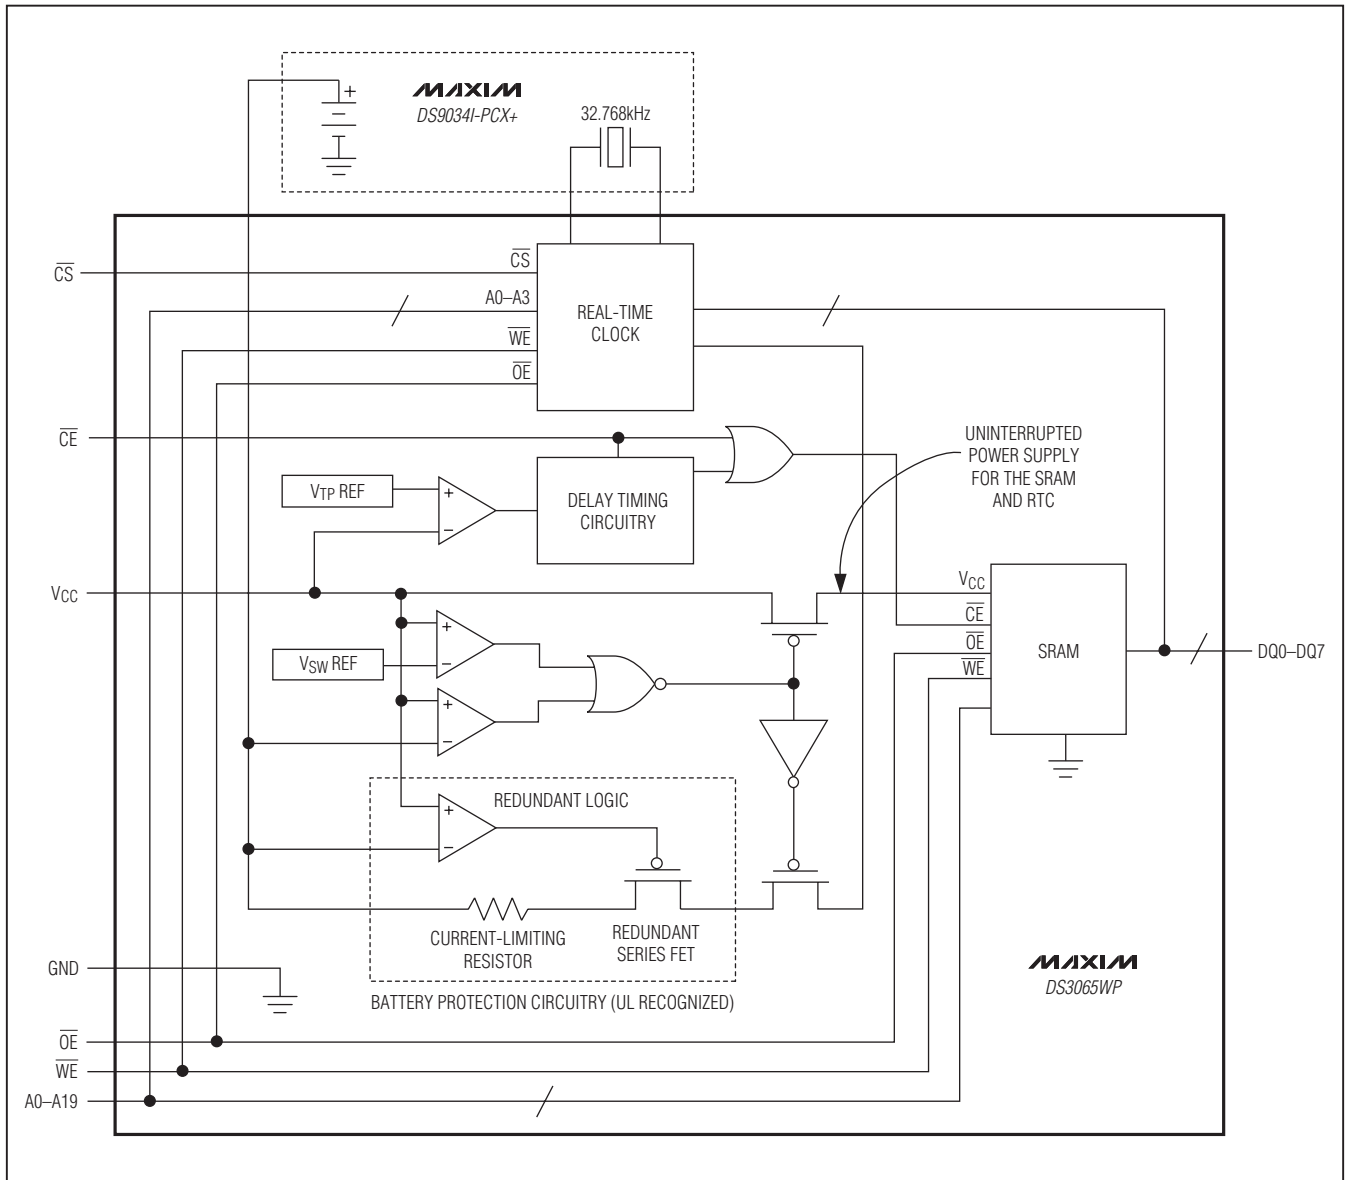 MAXIM
DS9034I-PCX+
+
32.768kHz
CS
CS
A0–A3
WE
OE
REAL-TIME
CLOCK
CE
UNINTERRUPTED
POWER SUPPLY
FOR THE SRAM
AND RTC
VTP REF
+
−
DELAY TIMING
CIRCUITRY
VCC
VCC
CE
OE
WE
SRAM
DQ0–DQ7
VSW REF
+
−
+
−
REDUNDANT LOGIC
+
−
CURRENT-LIMITING
RESISTOR
REDUNDANT
SERIES FET
BATTERY PROTECTION CIRCUITRY (UL RECOGNIZED)
MAXIM
DS3065WP
GND
OE
WE
A0–A19